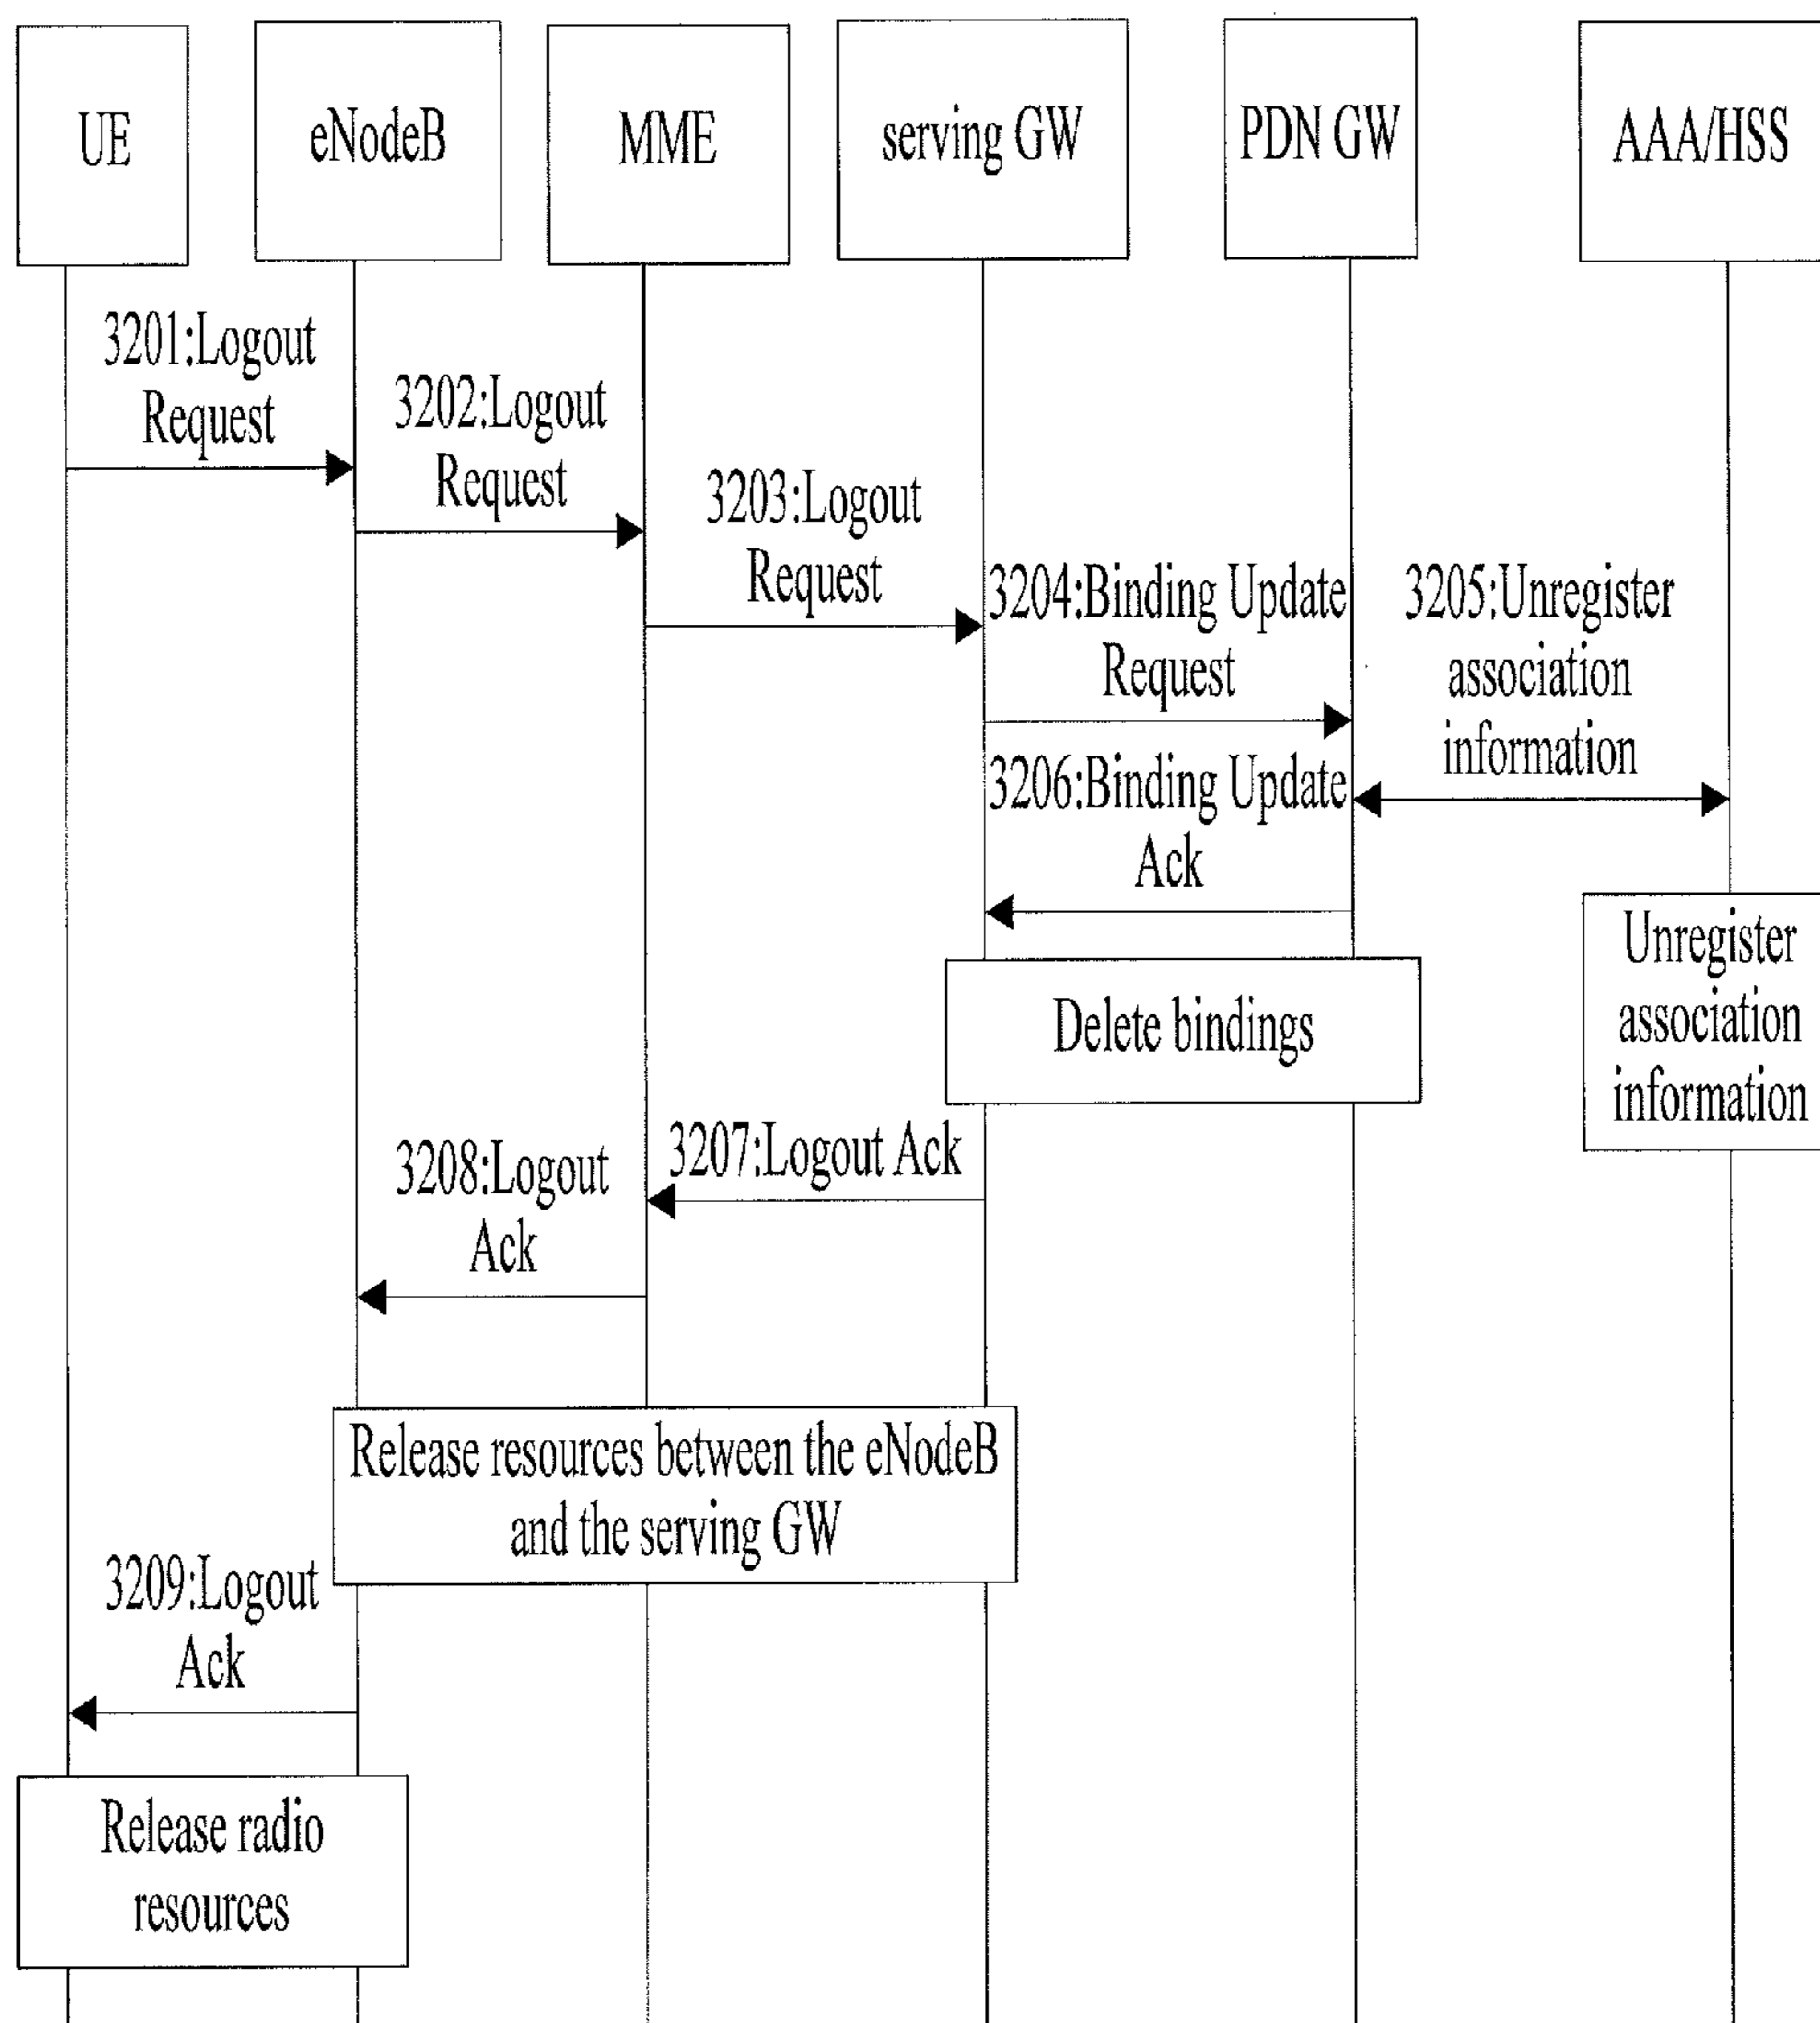 UE
eNodeB
MME
serving GW
PDN GW
AAA/HSS
3201:Logout
Request
3202:Logout
Request
3203:Logout
Request
3204:Binding Update
Request
3205:Unregister
association
information
3206:Binding Update
Ack
Unregister
association
information
Delete bindings
3207:Logout Ack
3208:Logout
Ack
Release resources between the eNodeB
and the serving GW
3209:Logout
Ack
Release radio
resources